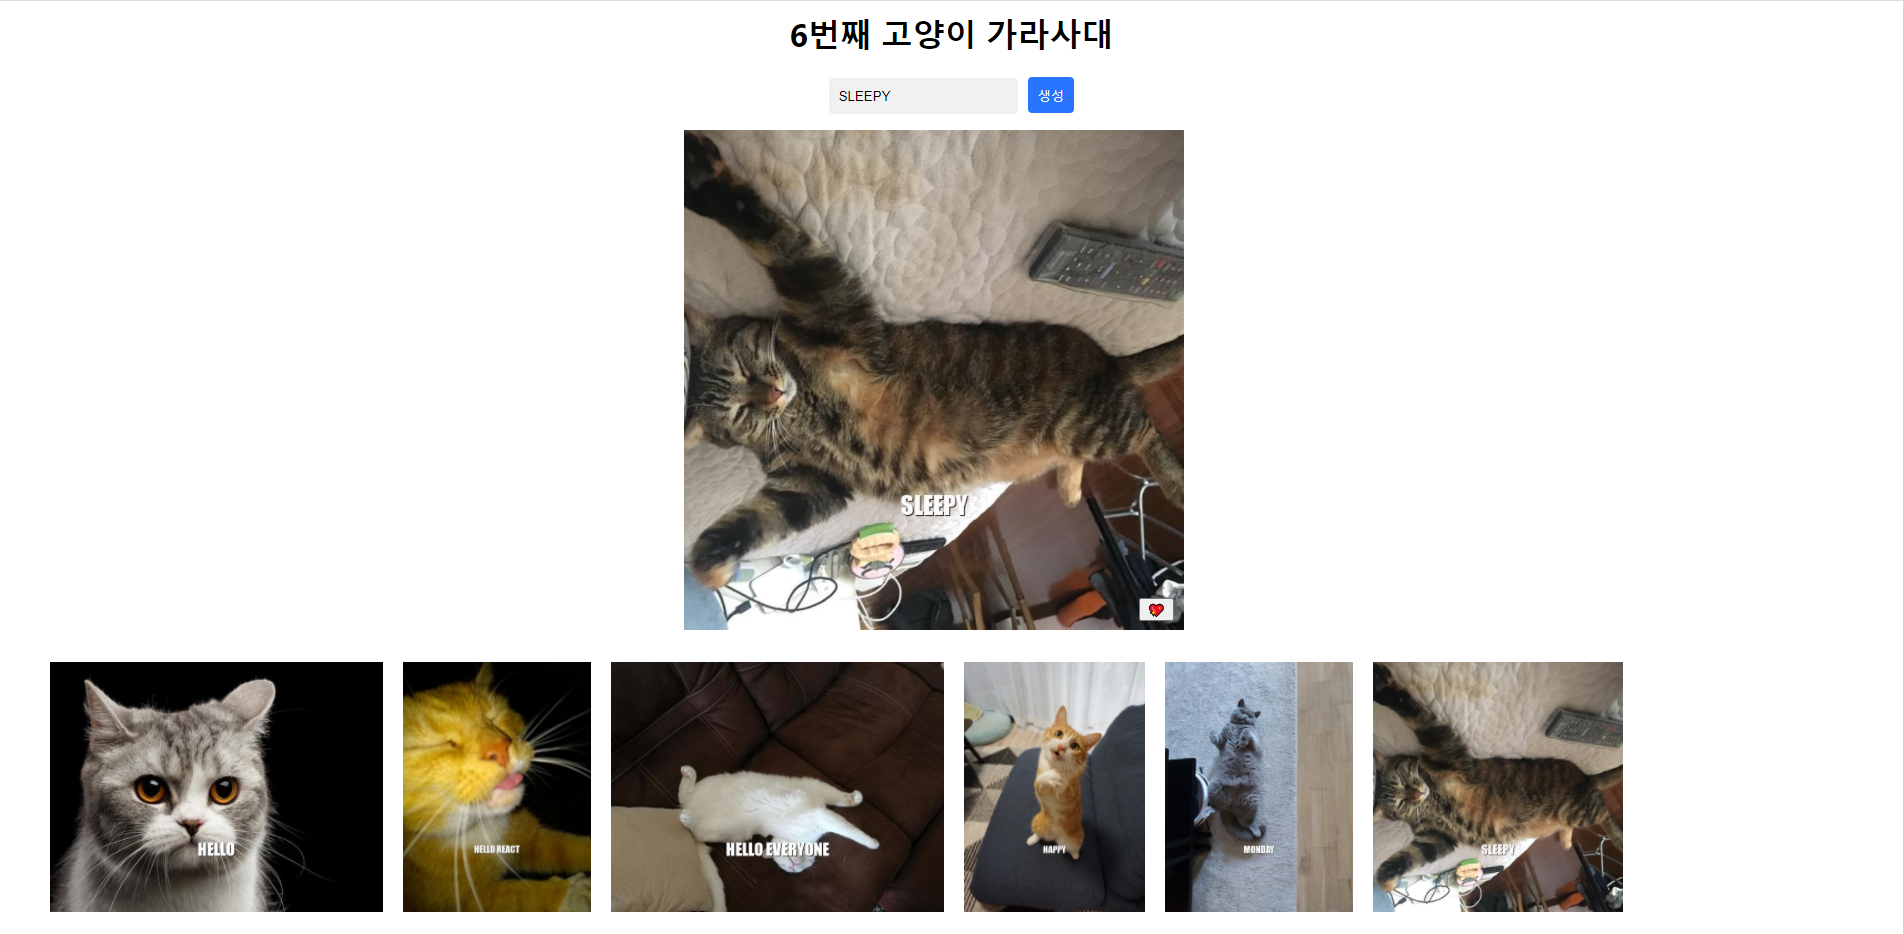 6번째 고양이 가라사대
SLEEPY
생성
SLEEPY
HELLO
HELLO REACT
HELLO EVERYONE
HAPPY
MONDAY
SLEEPY